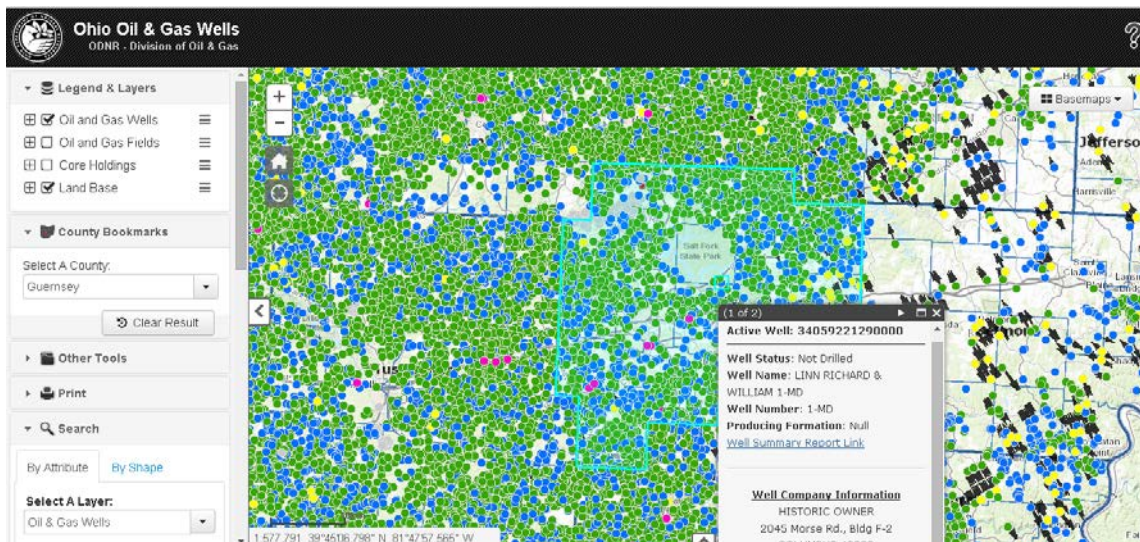 Ohio Oil & Gas Wells
ODNR - Division of Oil & Gas
?
Legend & Layers
Oil and Gas Wells
Oil and Gas Fields
Core Holdings
Land Base
County Bookmarks
Select A County:
Guernsey
Clear Result
Other Tools
Print
Search
By Attribute By Shape
Select A Layer:
Oil & Gas Wells
+
−
Basemaps
Jefferso
Harrisville
Salt Fork
State Park
us
(1 of 2)
Active Well: 34059221290000
Well Status: Not Drilled
Well Name: LINN RICHARD &
WILLIAM 1-MD
Well Number: 1-MD
Producing Formation: Null
Well Summary Report Link
Well Company Information
HISTORIC OWNER
2045 Morse Rd., Bldg F-2